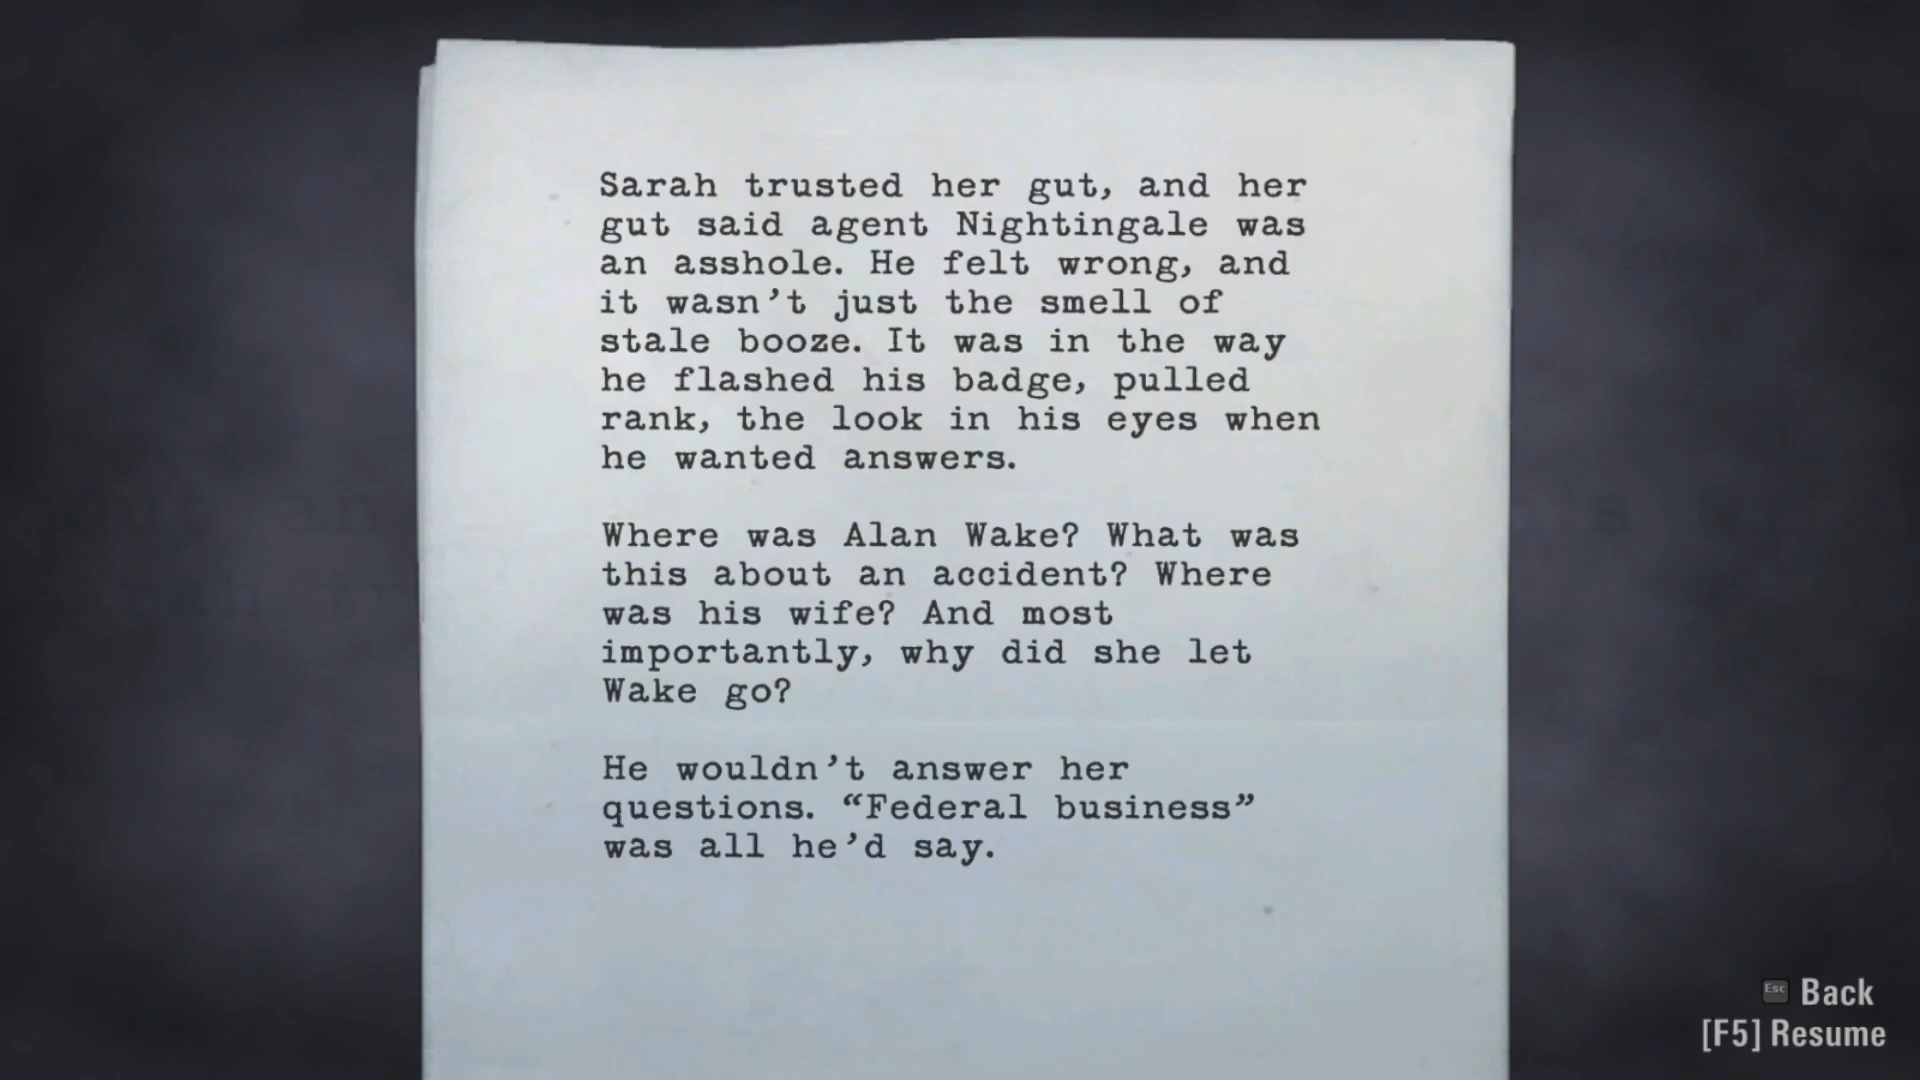 Sarah trusted her gut, and her
gut said agent Nightingale was
an asshole. He felt wrong, and
it wasn’t just the smell of
stale booze. It was in the way
he flashed his badge, pulled
rank, the look in his eyes when
he wanted answers.
Where was Alan Wake? What was
this about an accident? Where
was his wife? And most
importantly, why did she let
Wake go?
He wouldn’t answer her
questions. “Federal business”
was all he’d say.
Esc Back
[F5] Resume